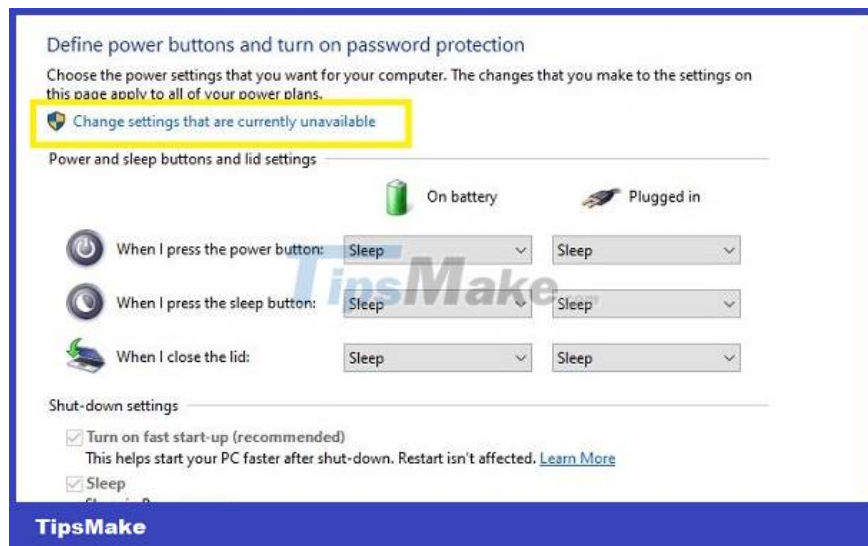 Define power buttons and turn on password protection
Choose the power settings that you want for your computer. The changes that you make to the settings on
this page apply to all of your power plans.
Change settings that are currently unavailable
Power and sleep buttons and lid settings
On battery Plugged in
When I press the power button: Sleep Sleep
When I press the sleep button: Sleep Sleep
TipsMake.com
When I close the lid: Sleep Sleep
Shut-down settings
Turn on fast start-up (recommended)
This helps start your PC faster after shut-down. Restart isn't affected. Learn More
Sleep
TipsMake